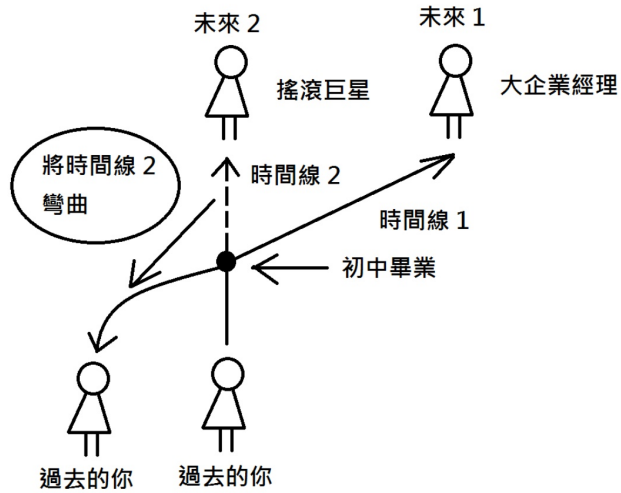 未來 2
未來 1
搖滾巨星
大企業經理
將時間線 2
彎曲
時間線 2
時間線 1
初中畢業
過去的你
過去的你